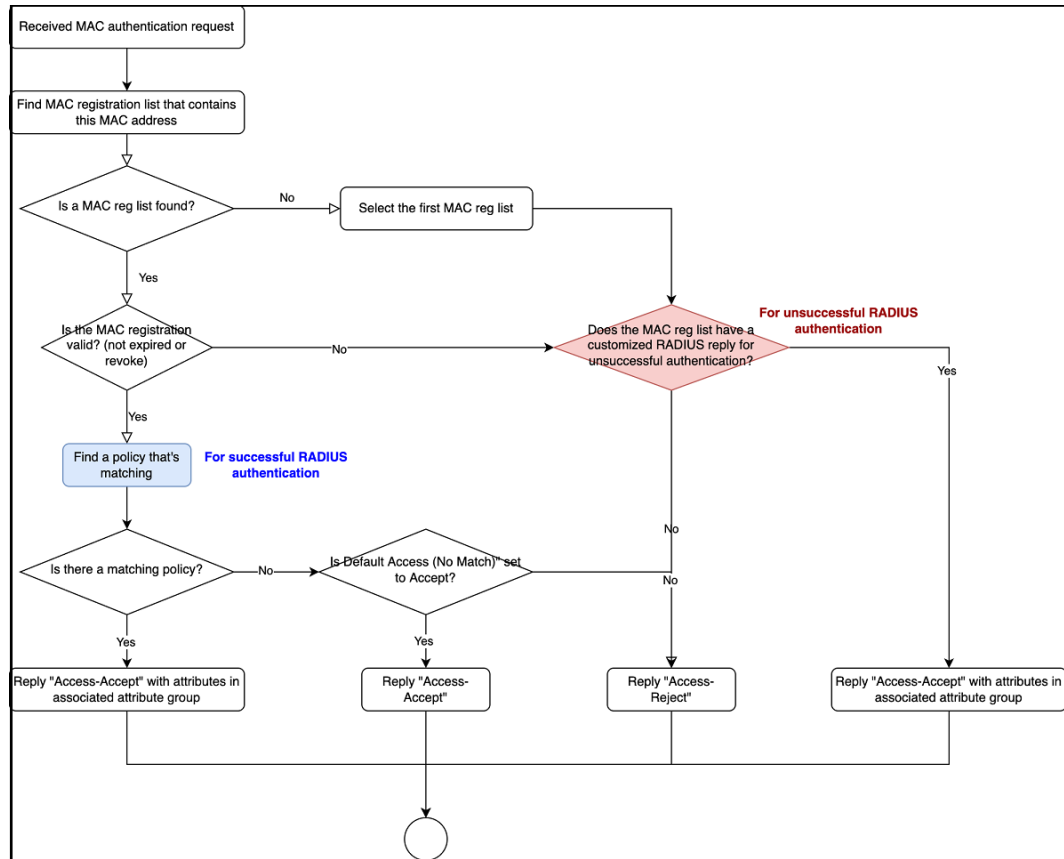 Received MAC authentication request
Find MAC registration list that contains
this MAC address
Is a MAC reg list found?
No
Select the first MAC reg list
Yes
Is the MAC registration
valid? (not expired or
revoke)
No
Does the MAC reg list have a
customized RADIUS reply for
unsuccessful authentication?
For unsuccessful RADIUS
authentication
Yes
Yes
Find a policy that's
matching
For successful RADIUS
authentication
No
Is there a matching policy?
No
Is Default Access (No Match)" set
to Accept?
No
Yes
Yes
Reply "Access-Accept" with attributes in
associated attribute group
Reply "Access-
Accept"
Reply "Access-
Reject"
Reply "Access-Accept" with attributes in
associated attribute group